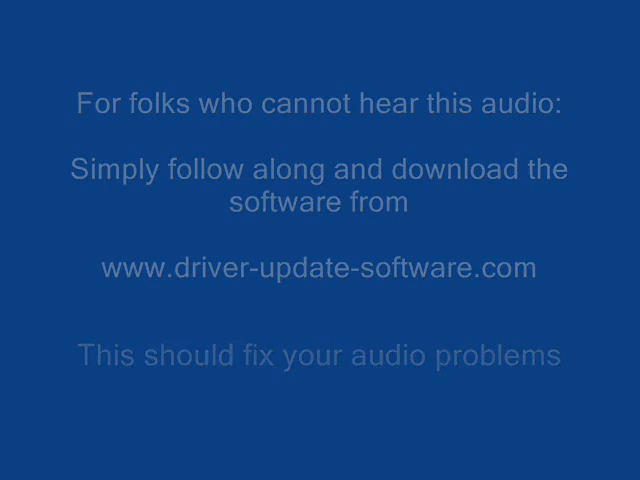 For folks who cannot hear this audio:
Simply follow along and download the
software from
www.driver-update-software.com
This should fix your audio problems